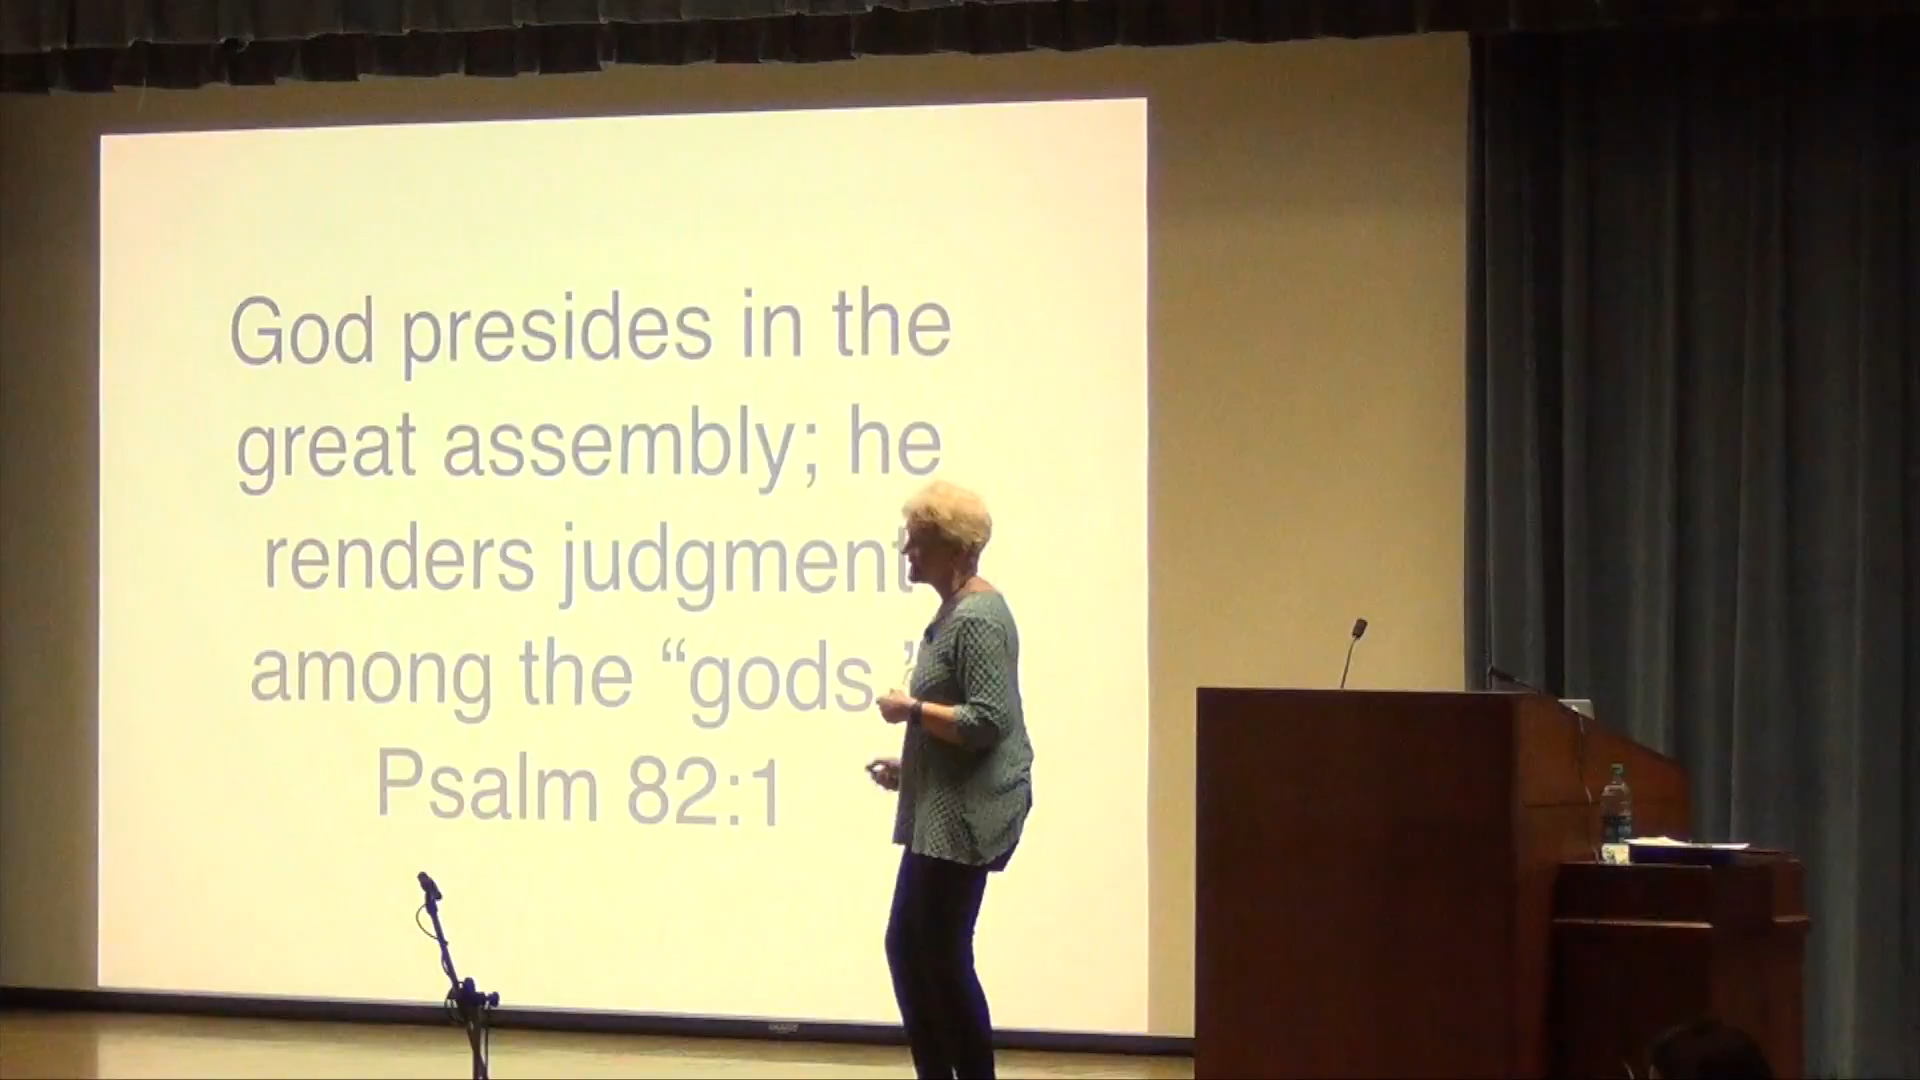 God presides in the
great assembly; he
renders judgment
among the “gods.”
Psalm 82:1